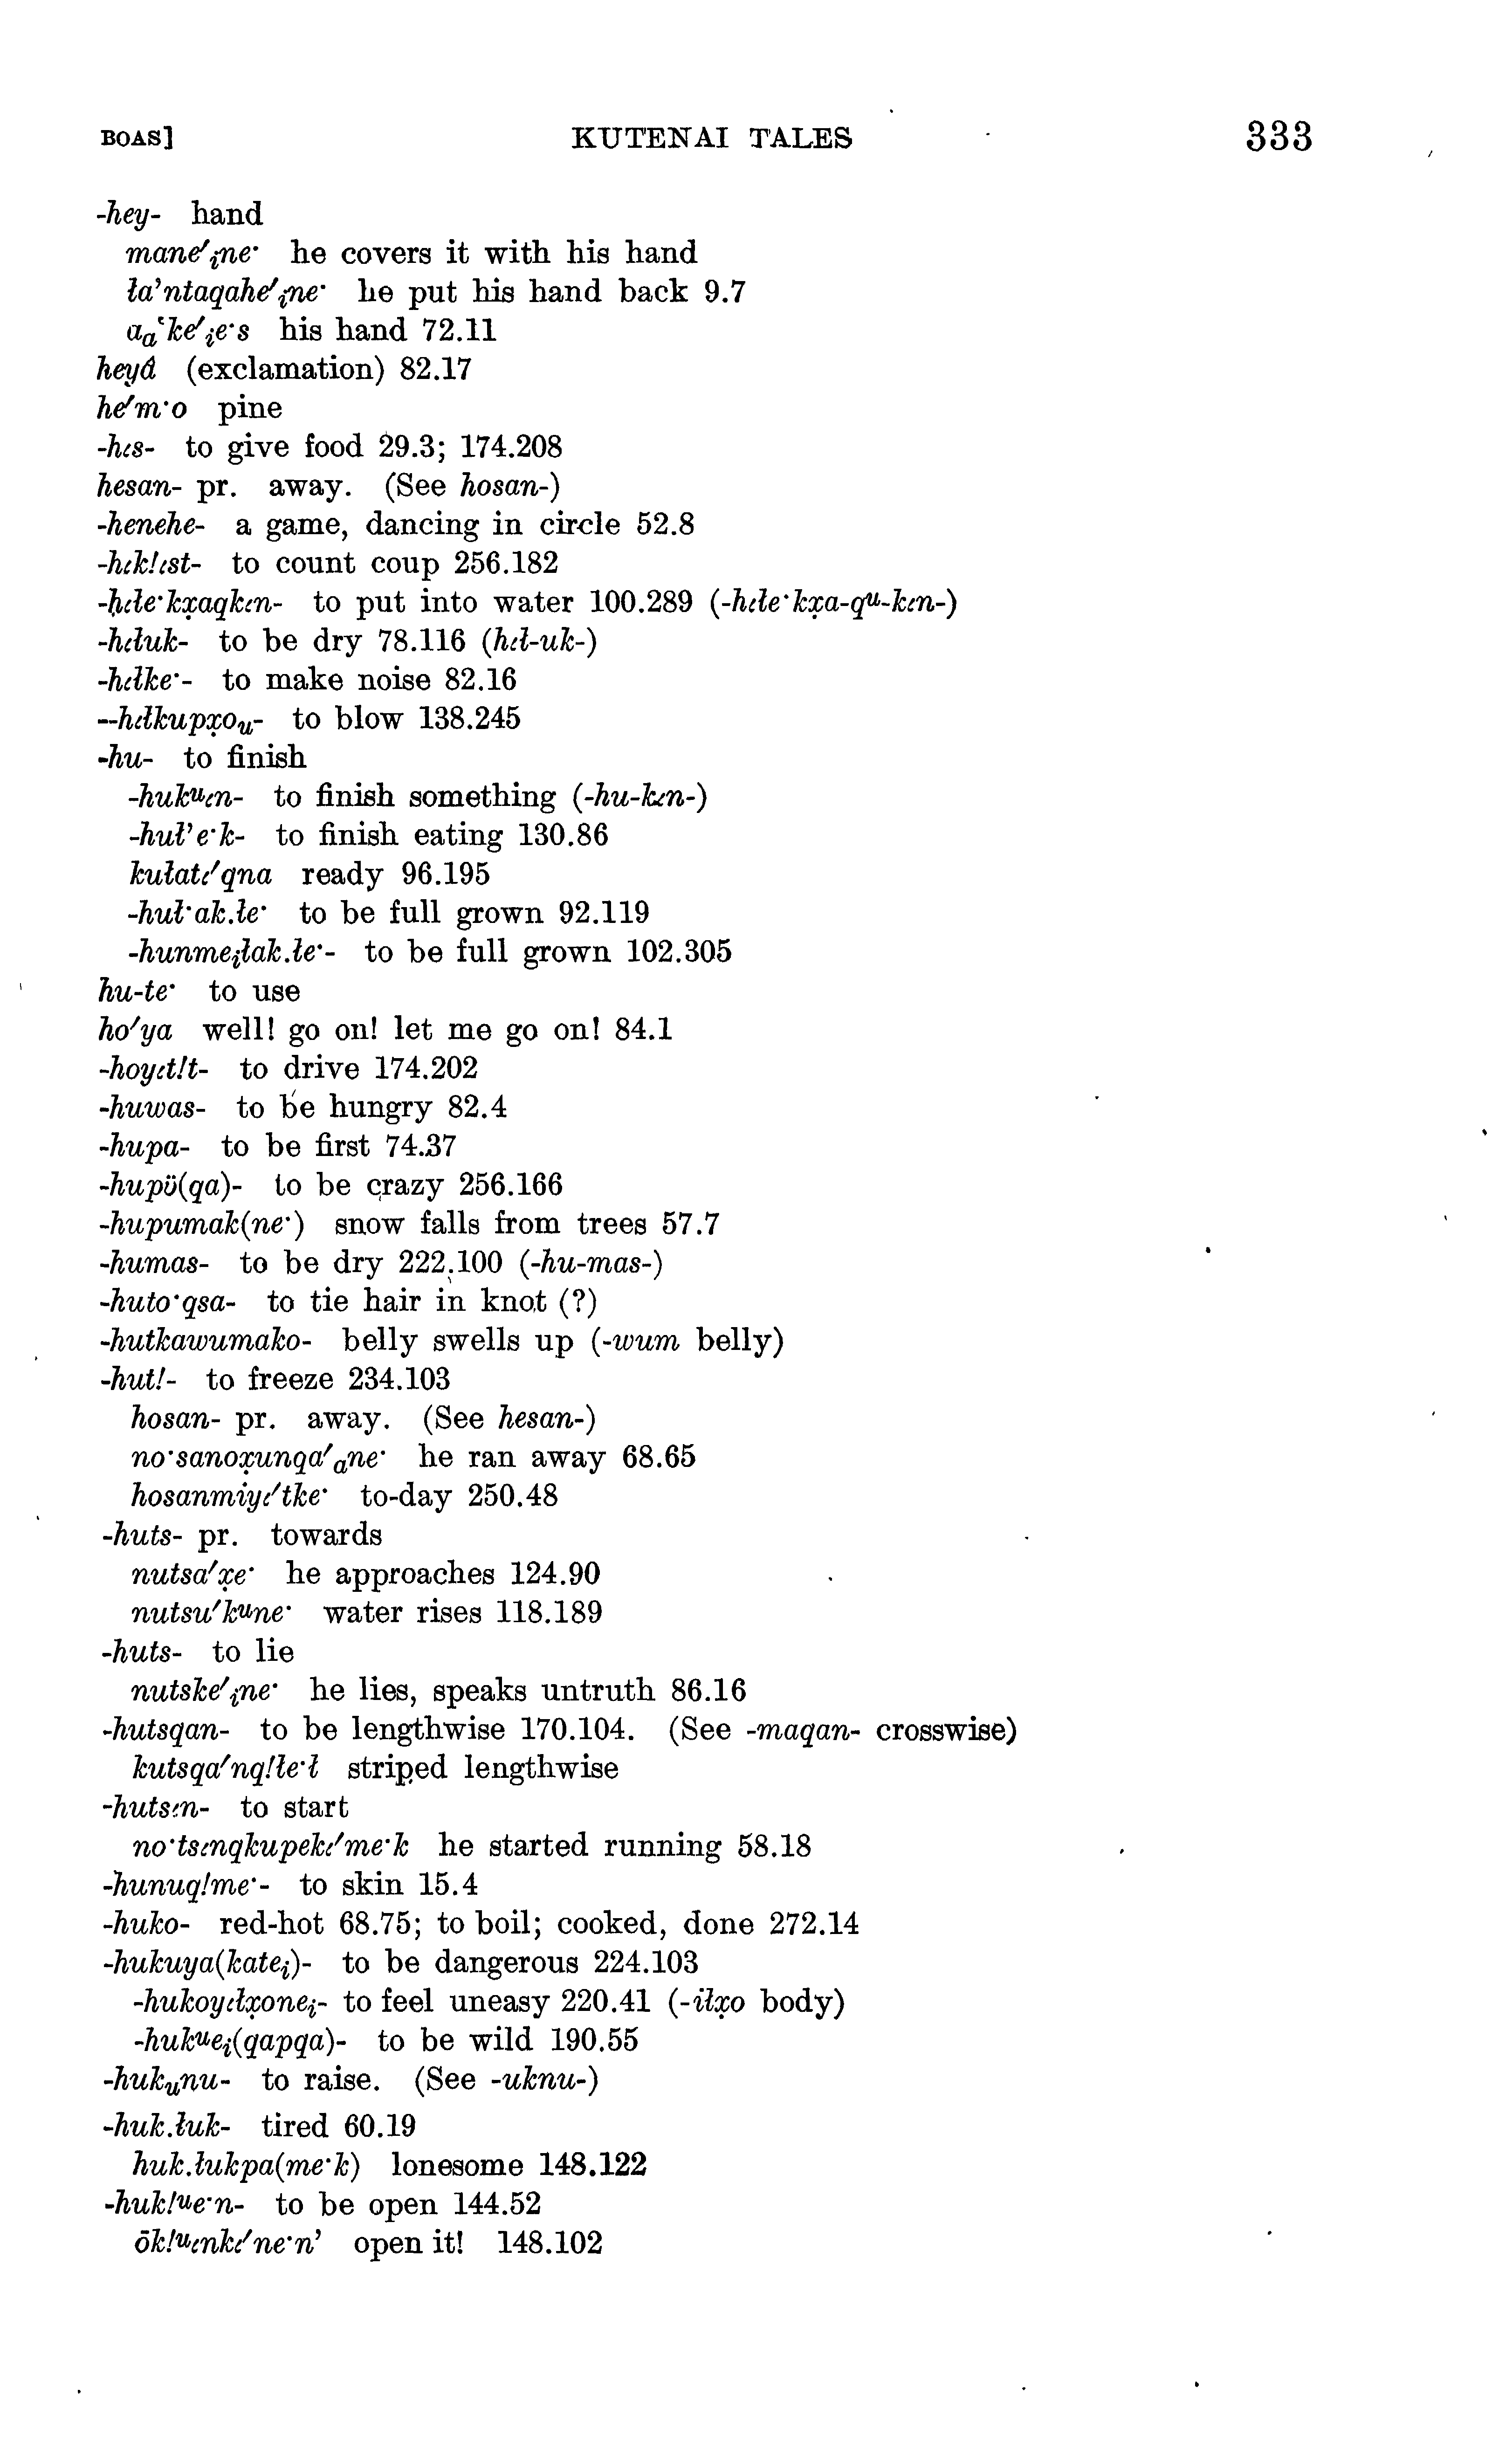 BOAS] KUTENAI TALES 333
-hey- hand
mane′ᵢne· he covers it with his hand
ła’ntaqahe′ᵢne· he put his hand back 9.7
aₐ‘ke′ᵢe·s his hand 72.11
heyấ (exclamation) 82.17
he′m·o pine
-hɩs- to give food 29.3; 174.208
hesan- pr. away. (See hosan-)
-henehe- a game, dancing in circle 52.8
-hɩk!ɩst- to count coup 256.182
-hɩłe·kx̣aqkɩn- to put into water 100.289 (-hɩłe·kx̣a-qᵘ-kɩn-)
-hɩłuk- to be dry 78.116 (hɩł-uk-)
-hɩłke·- to make noise 82.16
--hɩłkupx̣oᵤ- to blow 138.245
-hu- to finish
-hukᵘɩn- to finish something (-hu-kɩn-)
-huł’e·k- to finish eating 130.86
kułatɩ′qna ready 96.195
-huł·ak.łe· to be full grown 92.119
-hunmeᵢłak.łe·- to be full grown 102.305
hu-te· to use
ho′ya well! go on! let me go on! 84.1
-hoyɩt!t- to drive 174.202
-huwas- to be hungry 82.4
-hupa- to be first 74.37
-hupü(qa)- to be crazy 256.166
-hupumak(ne·) snow falls from trees 57.7
-humas- to be dry 222.100 (-hu-mas-)
-huto·qsa- to tie hair in knot (?)
-hutkawumako- belly swells up (-wum belly)
-hut!- to freeze 234.103
hosan- pr. away. (See hesan-)
no·sanox̣unqa′ₐne· he ran away 68.65
hosanmiyɩ′tke· to-day 250.48
-huts- pr. towards
nutsa′x̣e· he approaches 124.90
nutsu′kᵘne· water rises 118.189
-huts- to lie
nutske′ᵢne· he lies, speaks untruth 86.16
-hutsqan- to be lengthwise 170.104. (See -maqan- crosswise)
kutsqa′nq!łe·ł striped lengthwise
-hutsɩn- to start
no·tsɩnqkupekɩ′me·k he started running 58.18
-hunuq!me·- to skin 15.4
-huko- red-hot 68.75; to boil; cooked, done 272.14
-hukuya(kateᵢ)- to be dangerous 224.103
-hukoyɩłx̣oneᵢ- to feel uneasy 220.41 (-iłx̣o body)
-hukᵘeᵢ(qapqa)- to be wild 190.55
-hukᵤnu- to raise. (See -uknu-)
-huk.łuk- tired 60.19
huk.łukpa(me·k) lonesome 148.122
-huk!ᵘe·n- to be open 144.52
ōk!ᵘɩnkɩ′ne·n’ open it! 148.102